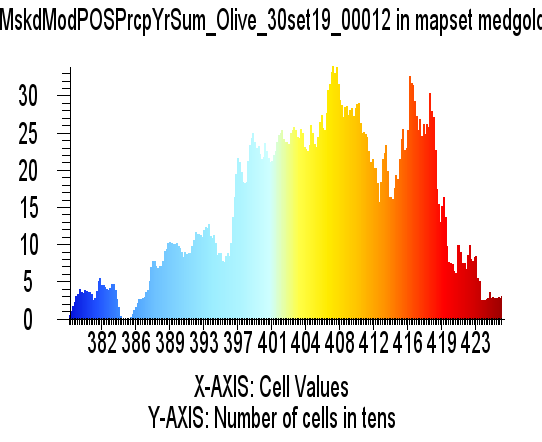 MskdModPOSPrcpYrSum_Olive_30set19_00012 in mapset medgold
30
25
20
15
10
5
0
382 386 389 393 397 401 404 408 412 416 419 423
X-AXIS: Cell Values
Y-AXIS: Number of cells in tens